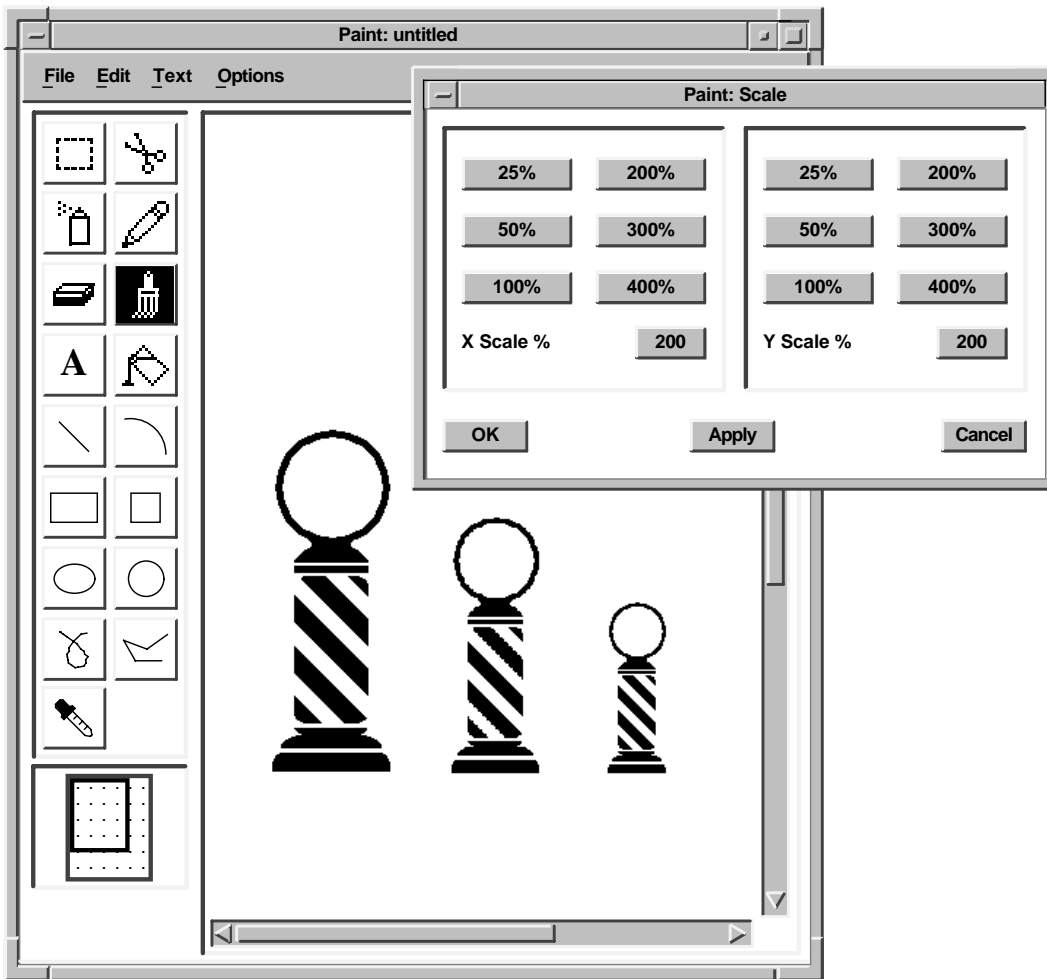 Paint: untitled
File Edit Text Options
Paint: Scale
25% 200%
50% 300%
100% 400%
X Scale % 200
25% 200%
50% 300%
100% 400%
Y Scale % 200
OK Apply Cancel
A